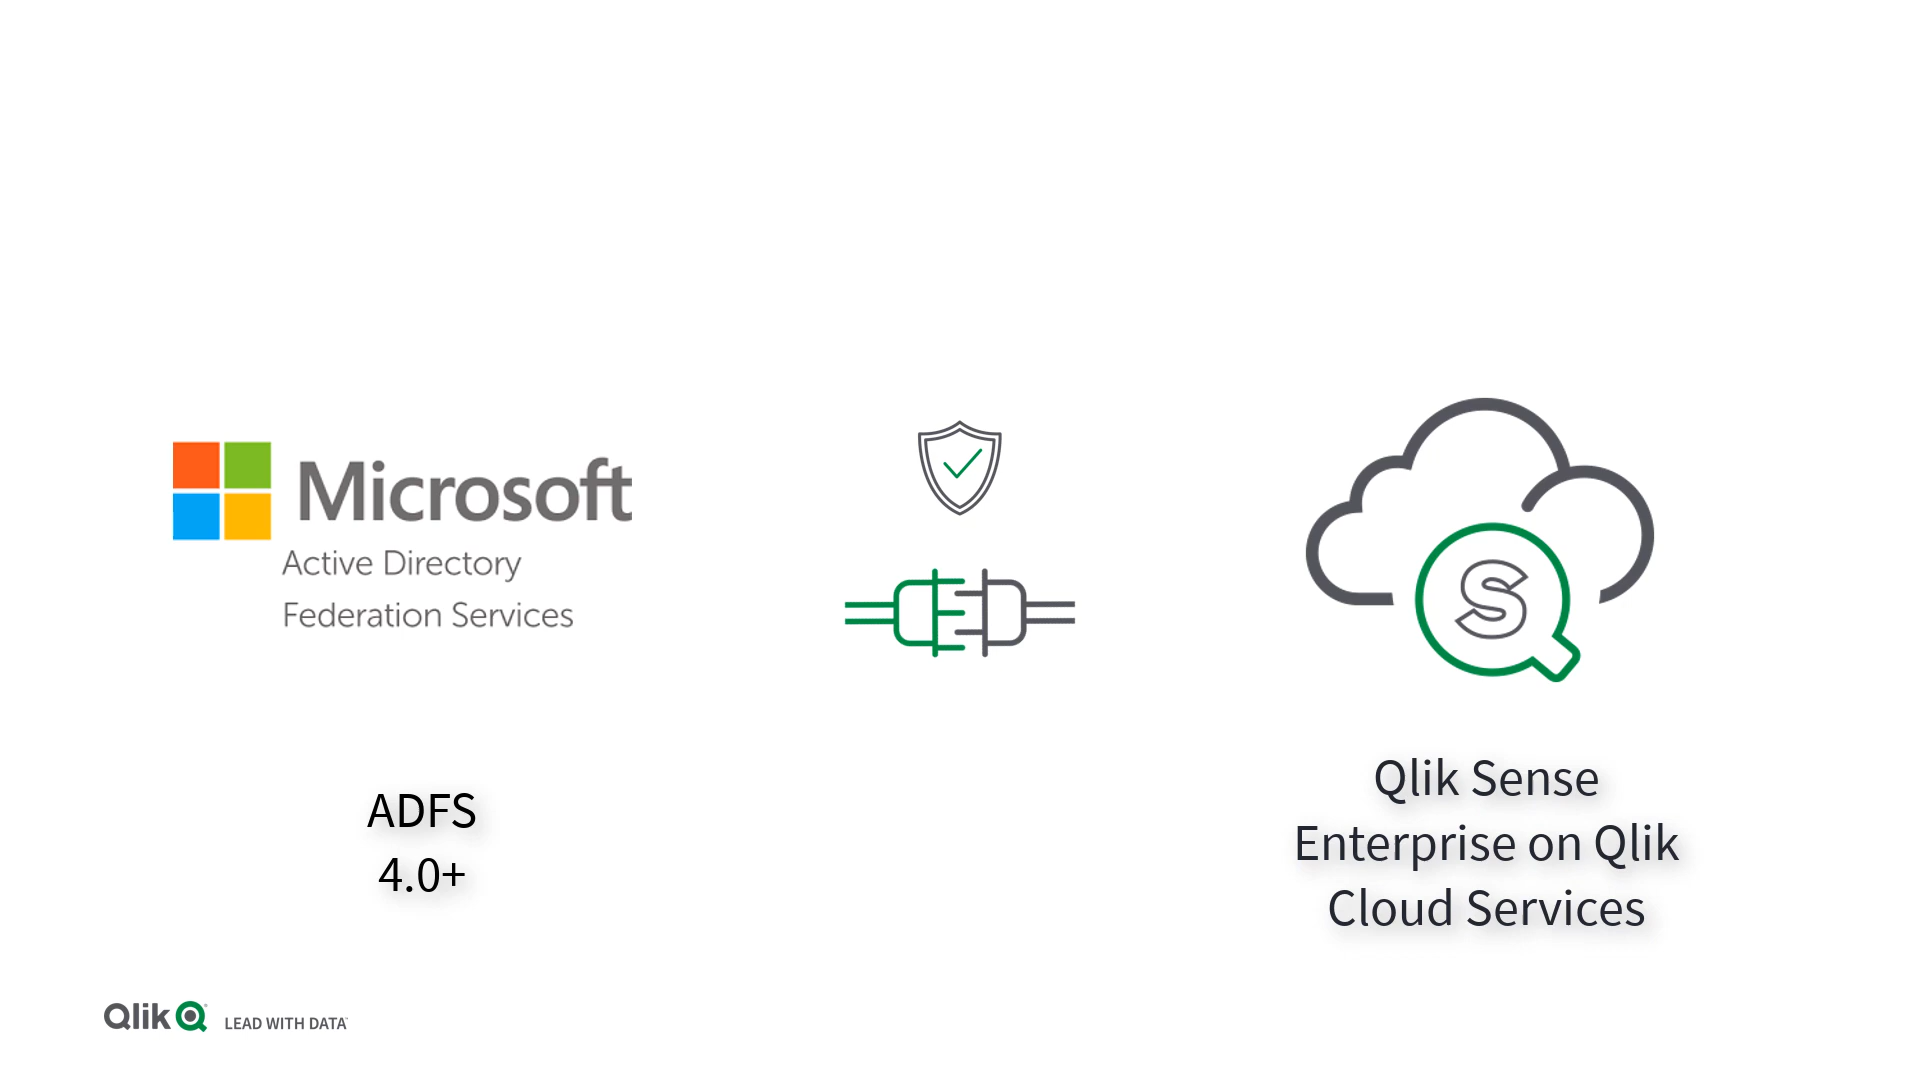 Microsoft
Active Directory
Federation Services
S
ADFS
4.0+
Qlik Sense
Enterprise on Qlik
Cloud Services
Qlik
LEAD WITH DATA